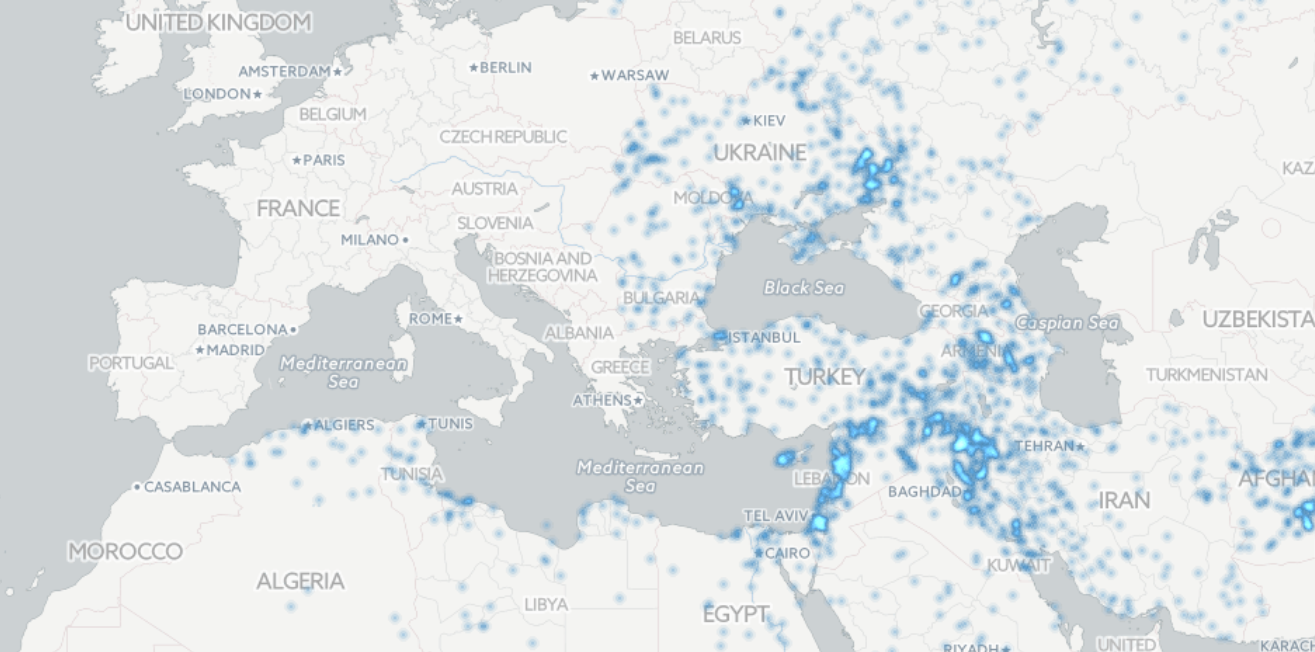 UNITED KINGDOM
BELARUS
AMSTERDAM
BERLIN
WARSAW
LONDON
BELGIUM
KIEV
CZECH REPUBLIC
UKRAINE
PARIS
KAZA
AUSTRIA
MOLDOVA
FRANCE
SLOVENIA
MILANO
BOSNIA AND
HERZEGOVINA
Black Sea
BULGARIA
GEORGIA
ROME
Caspian Sea
UZBEKISTA
BARCELONA
ALBANIA
ISTANBUL
MADRID
ARMENIA
PORTUGAL
Mediterranean
Sea
GREECE
TURKEY
TURKMENISTAN
ATHENS
ALGIERS
TUNIS
TEHRAN
TUNISIA
Mediterranean
Sea
LEBANON
AFGHAN
CASABLANCA
BAGHDAD
IRAN
TEL AVIV
MOROCCO
CAIRO
KUWAIT
ALGERIA
LIBYA
EGYPT
RIYADH
UNITED
KARACH